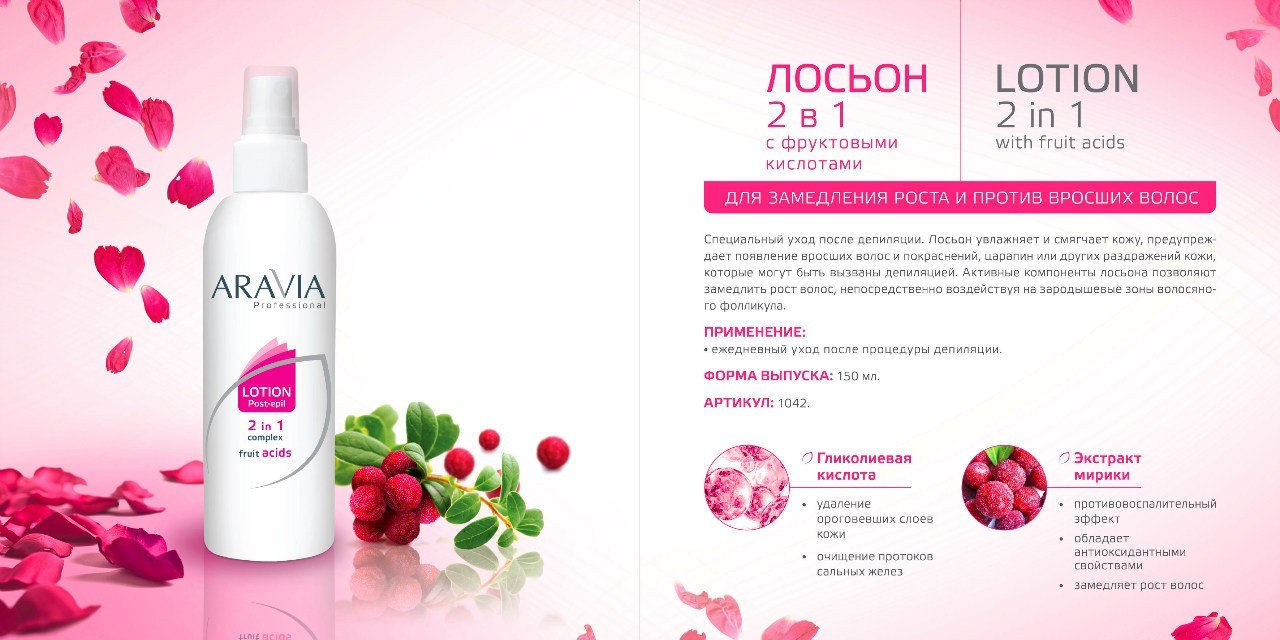 ARAVIA
Professional
LOTION
Post-epil
2 in 1
complex
fruit acids
ЛОСЬОН
2 в 1
с фруктовыми
кислотами
LOTION
2 in 1
with fruit acids
ДЛЯ ЗАМЕДЛЕНИЯ РОСТА И ПРОТИВ ВРОСШИХ ВОЛОС
Специальный уход после депиляции. Лосьон увлажняет и смягчает кожу, предупреж-
дает появление вросших волос и покраснений, царапин или других раздражений кожи,
которые могут быть вызваны депиляцией. Активные компоненты лосьона позволяют
замедлить рост волос, непосредственно воздействуя на зародышевые зоны волосяно-
го фолликула.
ПРИМЕНЕНИЕ:
• ежедневный уход после процедуры депиляции.
ФОРМА ВЫПУСКА: 150 мл.
АРТИКУЛ: 1042.
Гликолиевая
кислота
• удаление
ороговевших слоев
кожи
• очищение протоков
сальных желез
Экстракт
мирики
• противовоспалительный
эффект
• обладает
антиоксидантными
свойствами
• замедляет рост волос